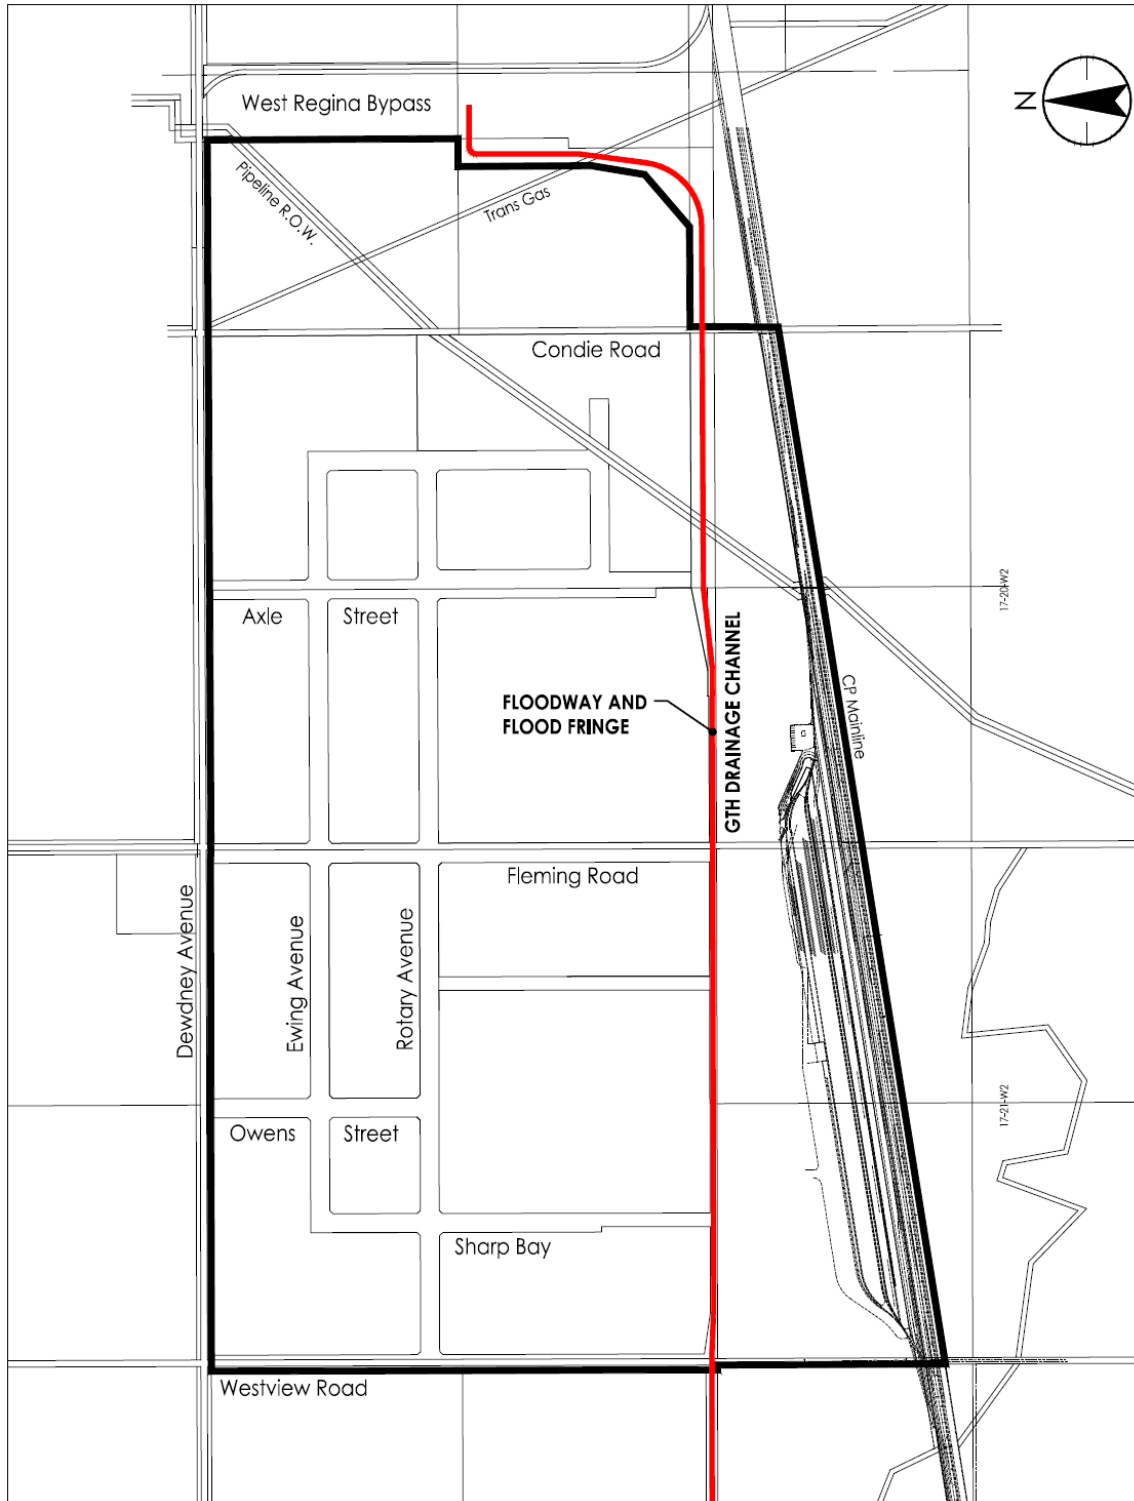 West Regina Bypass
N
Pipeline R.O.W.
Trans Gas
Condie Road
17-20-W2
Axle Street
FLOODWAY AND
FLOOD FRINGE
GTH DRAINAGE CHANNEL
CP Mainline
Fleming Road
Dewdney Avenue
Ewing Avenue
Rotary Avenue
17-21-W2
Owens Street
Sharp Bay
Westview Road